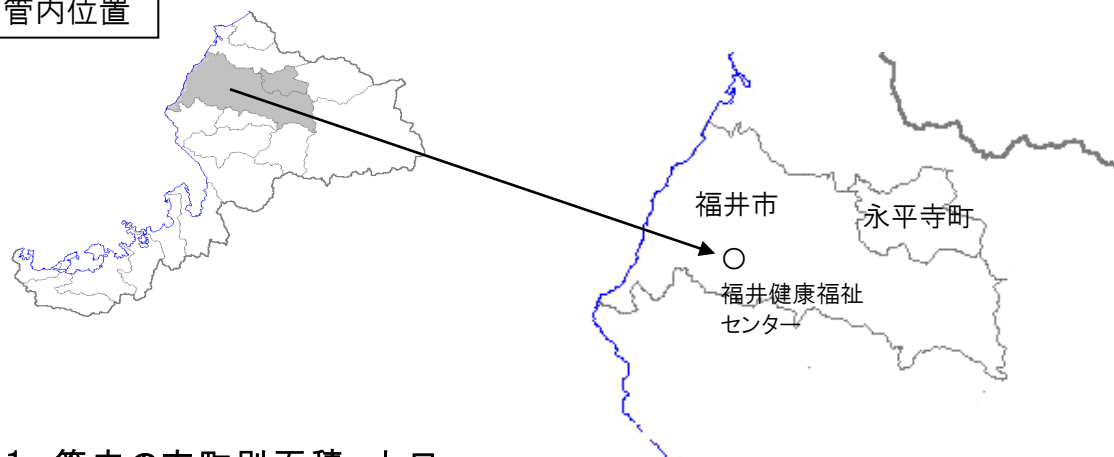 管内位置
福井市
永平寺町
福井健康福祉
センター